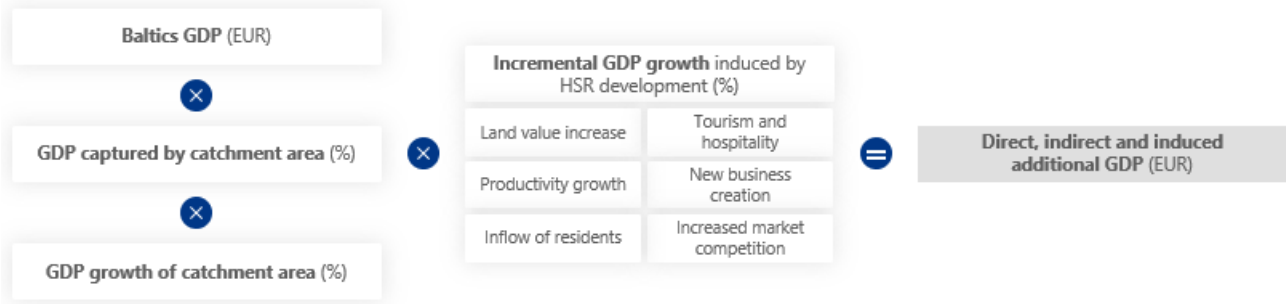 Baltics GDP (EUR)
GDP captured by catchment area (%)
GDP growth of catchment area (%)
Incremental GDP growth induced by
HSR development (%)
Land value increase
Tourism and
hospitality
Productivity growth
New business
creation
Inflow of residents
Increased market
competition
Direct, indirect and induced
additional GDP (EUR)